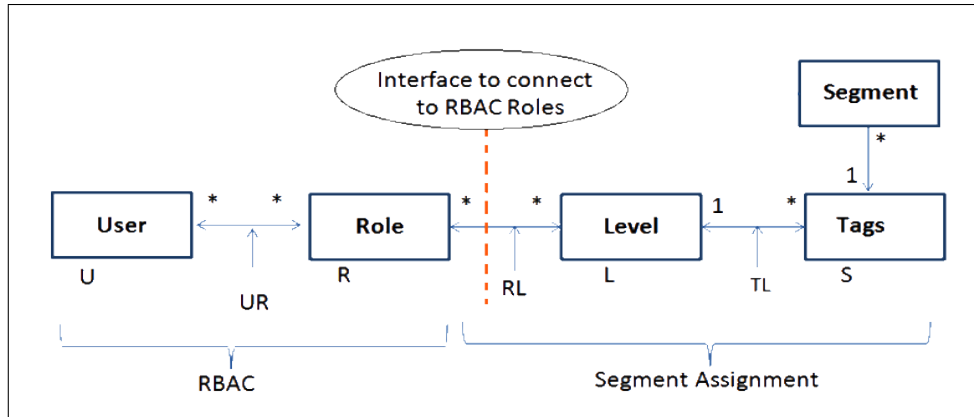 Interface to connect
to RBAC Roles
Segment
*
1
User
U
*
*
UR
Role
R
*
*
RL
Level
L
1
*
TL
Tags
S
RBAC
Segment Assignment